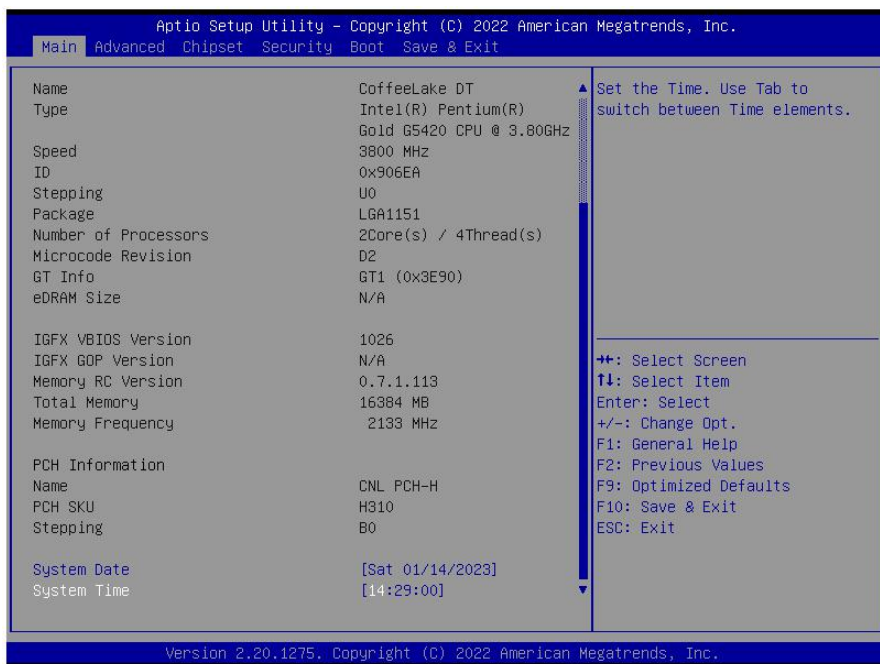 Aptio Setup Utility – Copyright (C) 2022 American Megatrends, Inc.
Main Advanced Chipset Security Boot Save & Exit
Name CoffeeLake DT
Type Intel(R) Pentium(R)
Gold G5420 CPU @ 3.80GHz
Speed 3800 MHz
ID 0x906EA
Stepping U0
Package LGA1151
Number of Processors 2Core(s) / 4Thread(s)
Microcode Revision D2
GT Info GT1 (0x3E90)
eDRAM Size N/A
IGFX VBIOS Version 1026
IGFX GOP Version N/A
Memory RC Version 0.7.1.113
Total Memory 16384 MB
Memory Frequency 2133 MHz
PCH Information
Name CNL PCH-H
PCH SKU H310
Stepping B0
System Date [Sat 01/14/2023]
System Time [14:29:00]
Set the Time. Use Tab to
switch between Time elements.
→←: Select Screen
↑↓: Select Item
Enter: Select
+/-: Change Opt.
F1: General Help
F2: Previous Values
F9: Optimized Defaults
F10: Save & Exit
ESC: Exit
Version 2.20.1275. Copyright (C) 2022 American Megatrends, Inc.